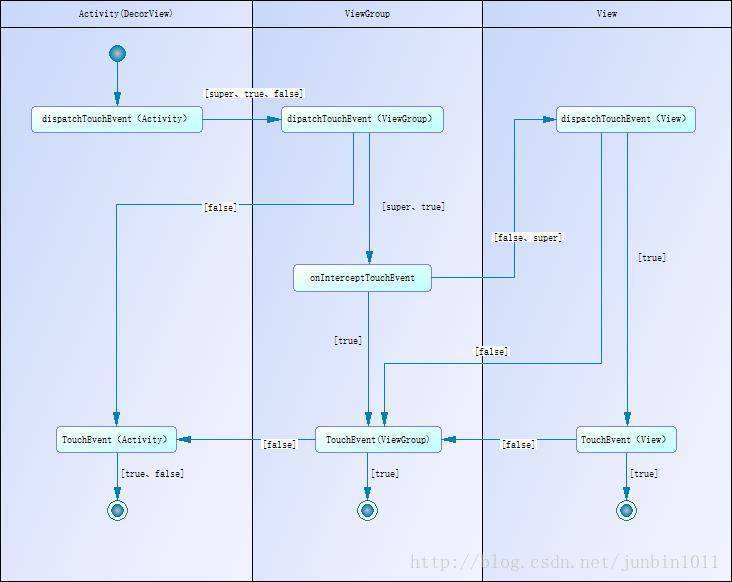 Activity(DecorView)
ViewGroup
View
[super、true、false]
dispatchTouchEvent（Activity）
dipatchTouchEvent（ViewGroup）
dispatchTouchEvent（View）
[false]
[super、true]
[false、super]
[true]
onInterceptTouchEvent
[true]
[false]
TouchEvent（Activity）
[false]
TouchEvent(ViewGroup)
[false]
TouchEvent（View）
[true、false]
[true]
[true]
http://blog.csdn.net/junbin1011